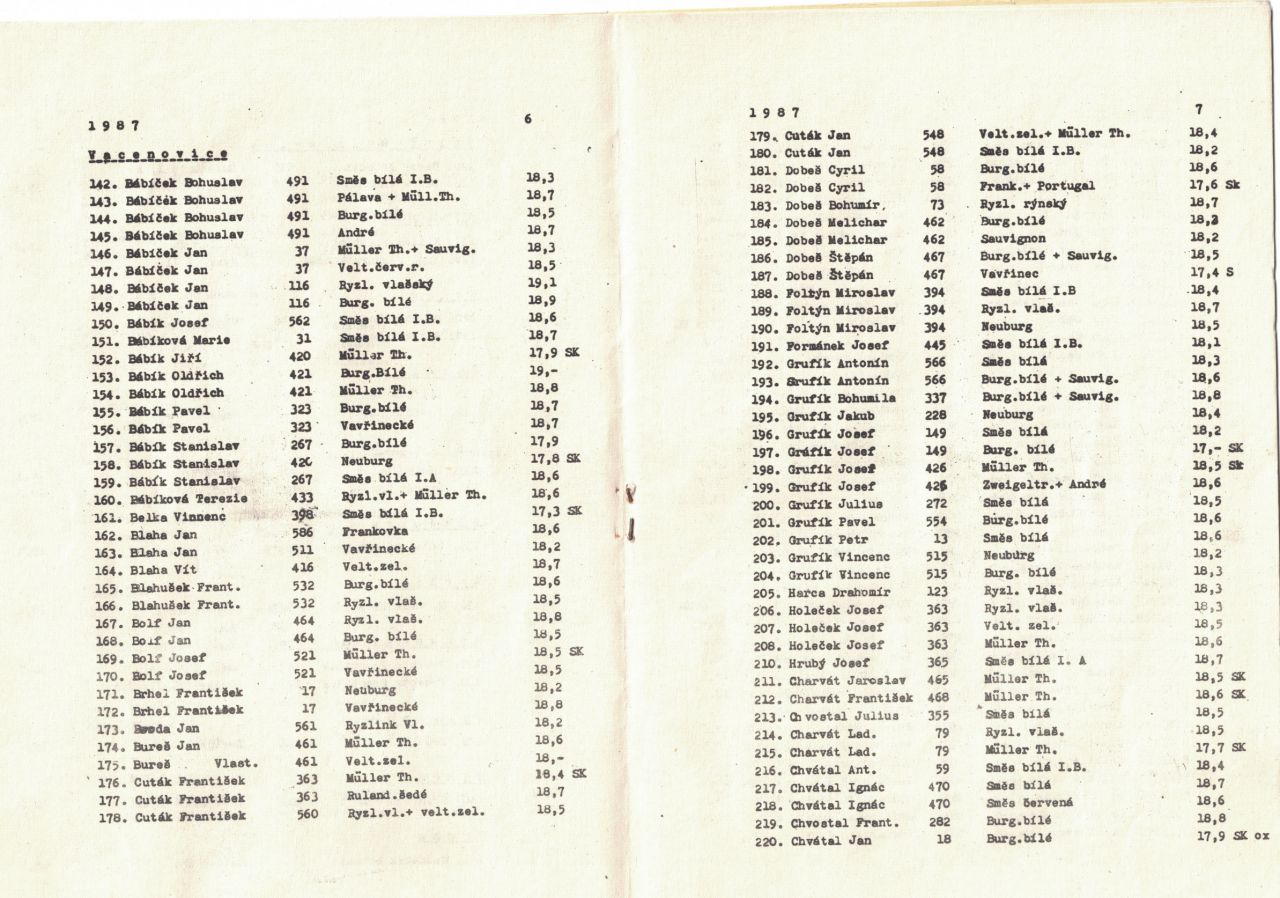 1 9 8 7 6
V a c e n o v i c e
142. Bábíček Bohuslav 491 Směs bílá I.B. 18,3
143. Bábíček Bohuslav 491 Pálava + Müll.Th. 18,7
144. Bábíček Bohuslav 491 Burg.bílé 18,5
145. Bábíček Bohuslav 491 André 18,7
146. Bábíček Jan 37 Müller Th.+ Sauvig. 18,3
147. Bábíček Jan 37 Velt.červ.r. 18,5
148. Bábíček Jan 116 Ryzl. vlašský 19,1
149. Bábíček Jan 116 Burg. bílé 18,9
150. Bábík Josef 562 Směs bílá I.B. 18,6
151. Bábíková Marie 31 Směs bílá I.B. 18,7
152. Bábík Jiří 420 Müller Th. 17,9 SK
153. Bábík Oldřich 421 Burg.Bílé 19,-
154. Bábík Oldřich 421 Müller Th. 18,8
155. Bábík Pavel 323 Burg.bílé 18,7
156. Bábík Pavel 323 Vavřinecké 18,7
157. Bábík Stanislav 267 Burg.bílé 17,9
158. Bábík Stanislav 420 Neuburg 17,8 SK
159. Bábík Stanislav 267 Směs bílá I.A 18,6
160. Bábíková Terezie 433 Ryzl.vl.+ Müller Th. 18,6
161. Belka Vinnenc 398 Směs bílá I.B. 17,3 SK
162. Blaha Jan 586 Frankovka 18,6
163. Blaha Jan 511 Vavřinecké 18,2
164. Blaha Vít 416 Velt.zel. 18,7
165. Blahušek Frant. 532 Burg.bílé 18,6
166. Blahušek Frant. 532 Ryzl. vlaš. 18,5
167. Bolf Jan 464 Ryzl. vlaš. 18,8
168. Bolf Jan 464 Burg. bílé 18,5
169. Bolf Josef 521 Müller Th. 18,5 SK
170. Bolf Josef 521 Vavřinecké 18,5
171. Brhel František 17 Neuburg 18,2
172. Brhel František 17 Vavřinecké 18,8
173. Jan 561 Ryzlink Vl. 18,2
174. Bureš Jan 461 Müller Th. 18,6
175. Bureš Vlast. 461 Velt.zel. 18,-
176. Cuták František 363 Müller Th. 18,4 SK
177. Cuták František 363 Ruland.šedé 18,7
178. Cuták František 560 Ryzl.vl.+ velt.zel. 18,5
1 9 8 7 7
179. Cuták Jan 548 Velt.zel.+ Müller Th. 18,4
180. Cuták Jan 548 Směs bílá I.B. 18,2
181. Dobeš Cyril 58 Burg.bílé 18,6
182. Dobeš Cyril 58 Frank.+ Portugal 17,6 Sk
183. Dobeš Bohumír 73 Ryzl. rýnský 18,7
184. Dobeš Melichar 462 Burg.bílé
185. Dobeš Melichar 462 Sauvignon 18,2
186. Dobeš Štěpán 467 Burg.bílé + Sauvig. 18,5
187. Dobeš Štěpán 467 Vavřinec 17,4 S
188. Foltýn Miroslav 394 Směs bílá I.B 18,4
189. Foltýn Miroslav 394 Ryzl. vlaš. 18,7
190. Foltýn Miroslav 394 Neuburg 18,5
191. Formánek Josef 445 Směs bílá I.B. 18,1
192. Grufík Antonín 566 Směs bílá 18,3
193. Grufík Antonín 566 Burg.bílé + Sauvig. 18,6
194. Grufík Bohumila 337 Burg.bílé + Sauvig. 18,8
195. Grufík Jakub 228 Neuburg 18,4
196. Grufík Josef 149 Směs bílá 18,2
197. Grufík Josef 149 Burg. bílé 17,- SK
198. Grufík Josef 426 Müller Th. 18,5 Sk
199. Grufík Josef 426 Zweigeltr.+ André 18,6
200. Grufík Julius 272 Směs bílá 18,5
201. Grufík Pavel 554 Burg.bílé 18,6
202. Grufík Petr 13 Směs bílá 18,6
203. Grufík Vincenc 515 Neuburg 18,2
204. Grufík Vincenc 515 Burg. bílé 18,3
205. Harca Drahomír 123 Ryzl. vlaš. 18,3
206. Holeček Josef 363 Ryzl. vlaš. 18,3
207. Holeček Josef 363 Velt. zel. 18,5
208. Holeček Josef 363 Müller Th. 18,6
210. Hrubý Josef 365 Směs bílá I. A 18,7
211. Charvát Jaroslav 465 Müller Th. 18,5 SK
212. Charvát František 468 Müller Th. 18,6 SK
213. Chvostal Julius 355 Směs bílá 18,5
214. Charvát Lad. 79 Ryzl. vlaš. 18,5
215. Charvát Lad. 79 Müller Th. 17,7 SK
216. Chvátal Ant. 59 Směs bílá I.B. 18,4
217. Chvátal Ignác 470 Směs bílá 18,7
218. Chvátal Ignác 470 Směs červená 18,6
219. Chvostal Frant. 282 Burg.bílé 18,8
220. Chvátal Jan 18 Burg.bílé 17,9 SK ox